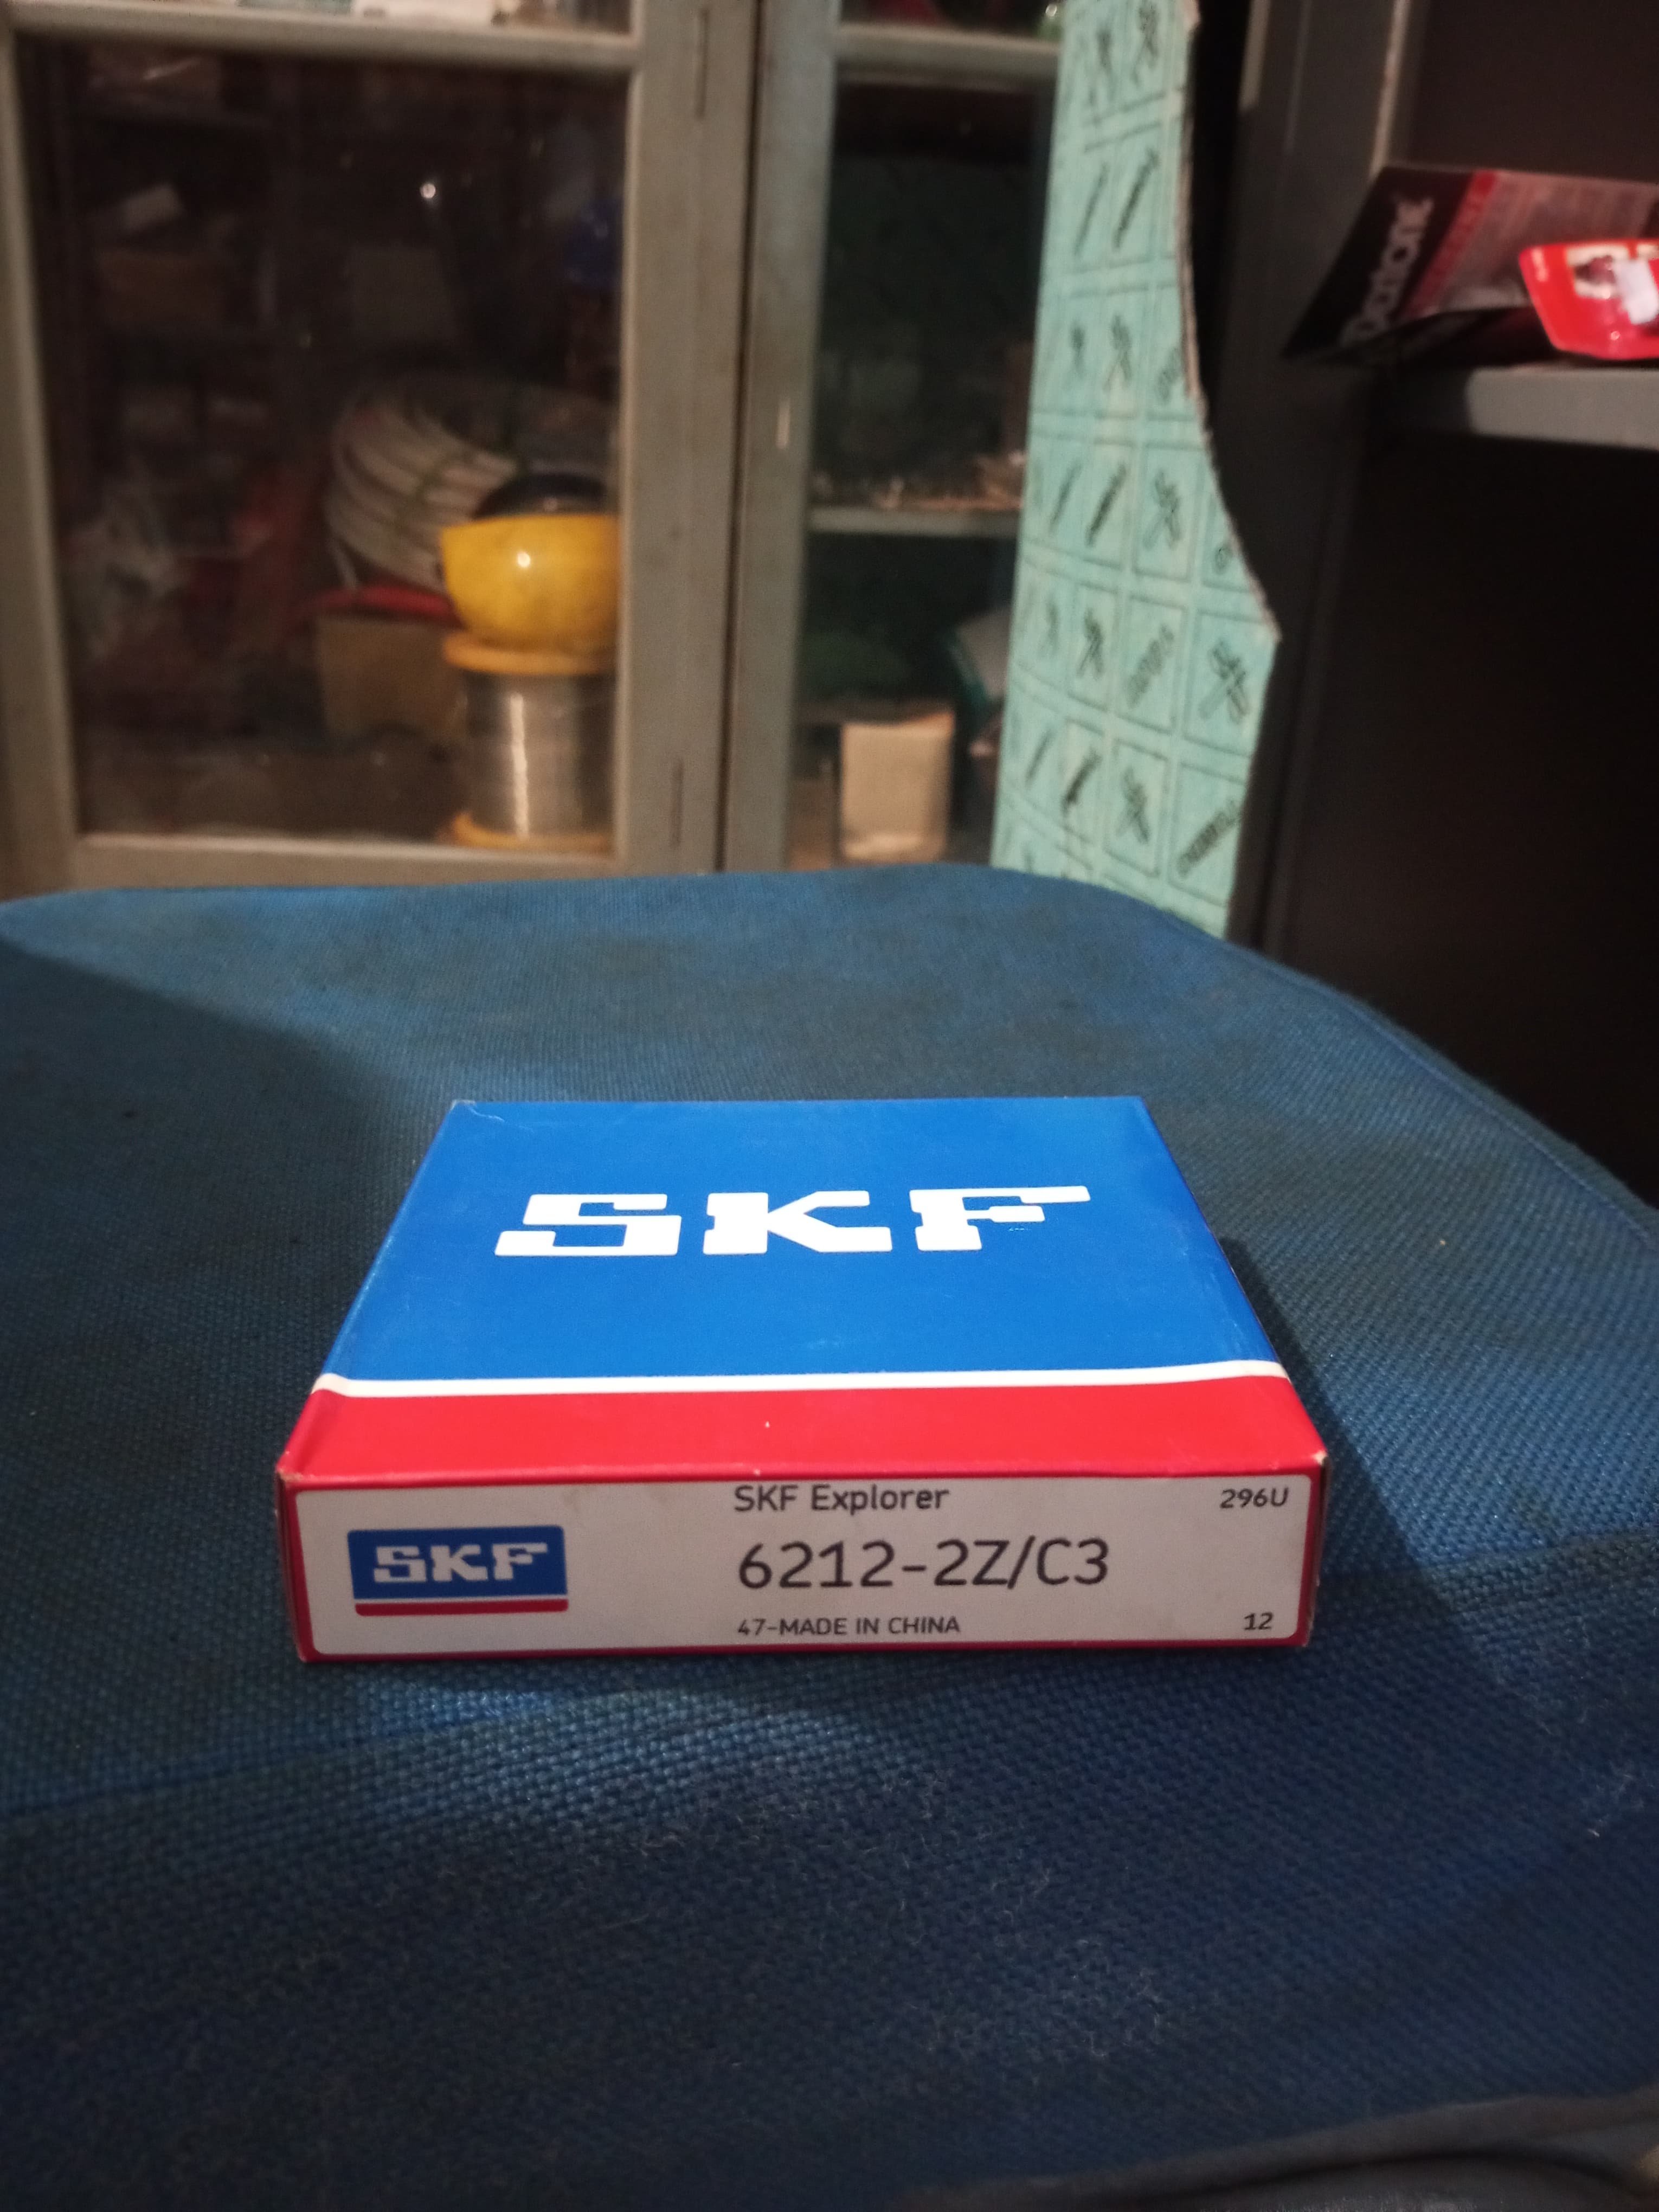 SKF
SKF Explorer 296U
SKF 6212-2Z/C3
47-MADE IN CHINA 12